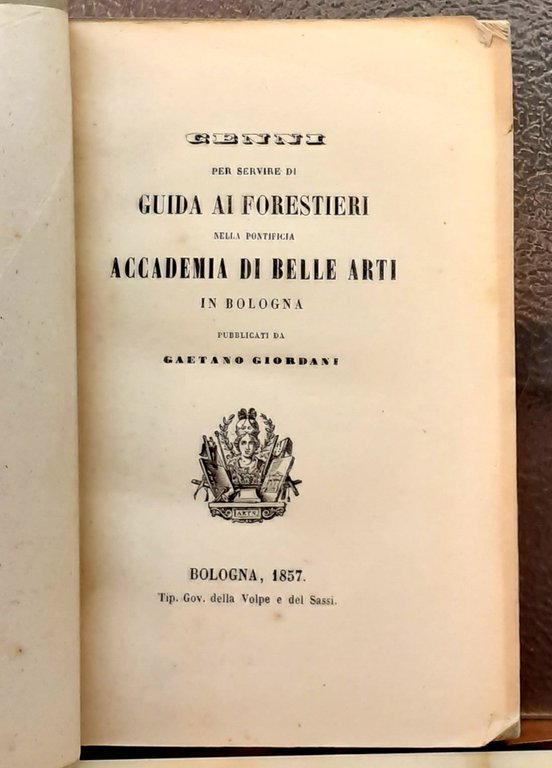 CENNI
PER SERVIRE DI
GUIDA AI FORESTIERI
NELLA PONTIFICIA
ACCADEMIA DI BELLE ARTI
IN BOLOGNA
PUBBLICATI DA
GAETANO GIORDANI
ARTI
BOLOGNA, 1857.
Tip. Gov. della Volpe e del Sassi.